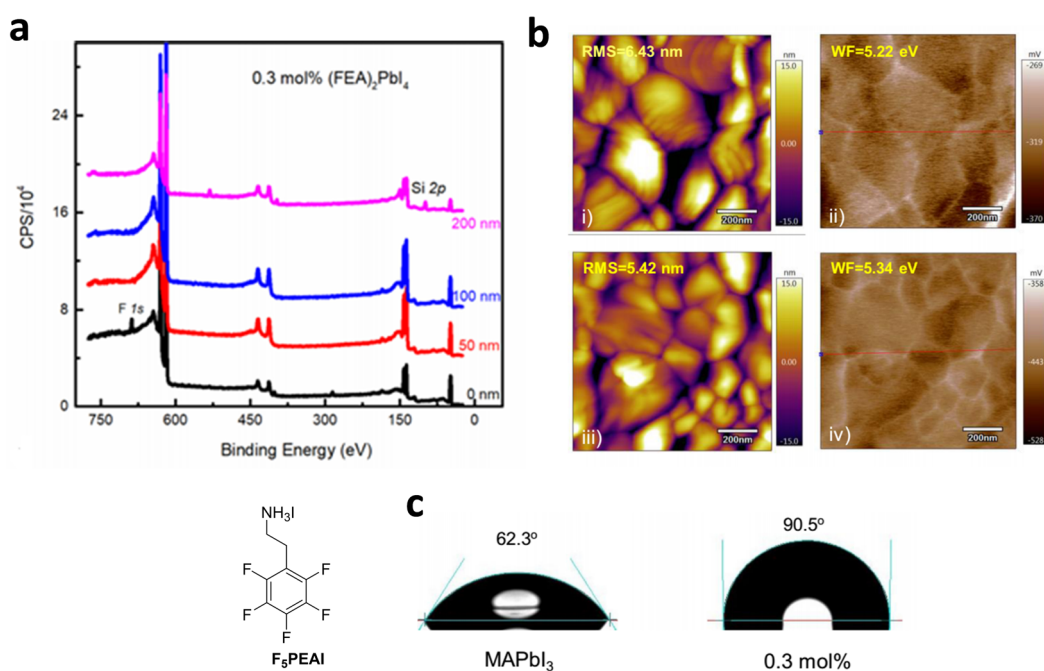 a
0.3 mol% (FEA)₂PbI₄
CPS/10⁴
24
16
8
0
F 1s
Si 2p
200 nm
100 nm
50 nm
0 nm
750 600 450 300 150 0
Binding Energy (eV)
b
RMS=6.43 nm
i)
200nm
nm
15.0
0.00
-15.0
WF=5.22 eV
ii)
200nm
mV
-269
-319
-370
RMS=5.42 nm
iii)
200nm
nm
15.0
0.00
-15.0
WF=5.34 eV
iv)
200nm
mV
-358
-443
-528
NH₃I
F F
F F
F
F₅PEAI
c
62.3º
MAPbI₃
90.5º
0.3 mol%